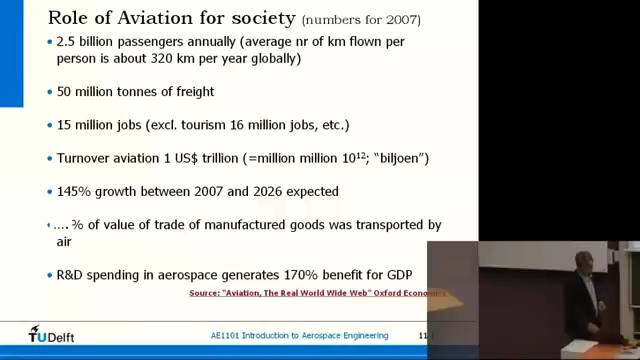 Role of Aviation for society (numbers for 2007)
• 2.5 billion passengers annually (average nr of km flown per
person is about 320 km per year globally)
• 50 million tonnes of freight
• 15 million jobs (excl. tourism 16 million jobs, etc.)
• Turnover aviation 1 US$ trillion (=million million 10¹²; “biljoen”)
• 145% growth between 2007 and 2026 expected
• .... % of value of trade of manufactured goods was transported by
air
• R&D spending in aerospace generates 170% benefit for GDP
Source: "Aviation, The Real World Wide Web" Oxford Economics
TUDelft
AE1101 Introduction to Aerospace Engineering
11